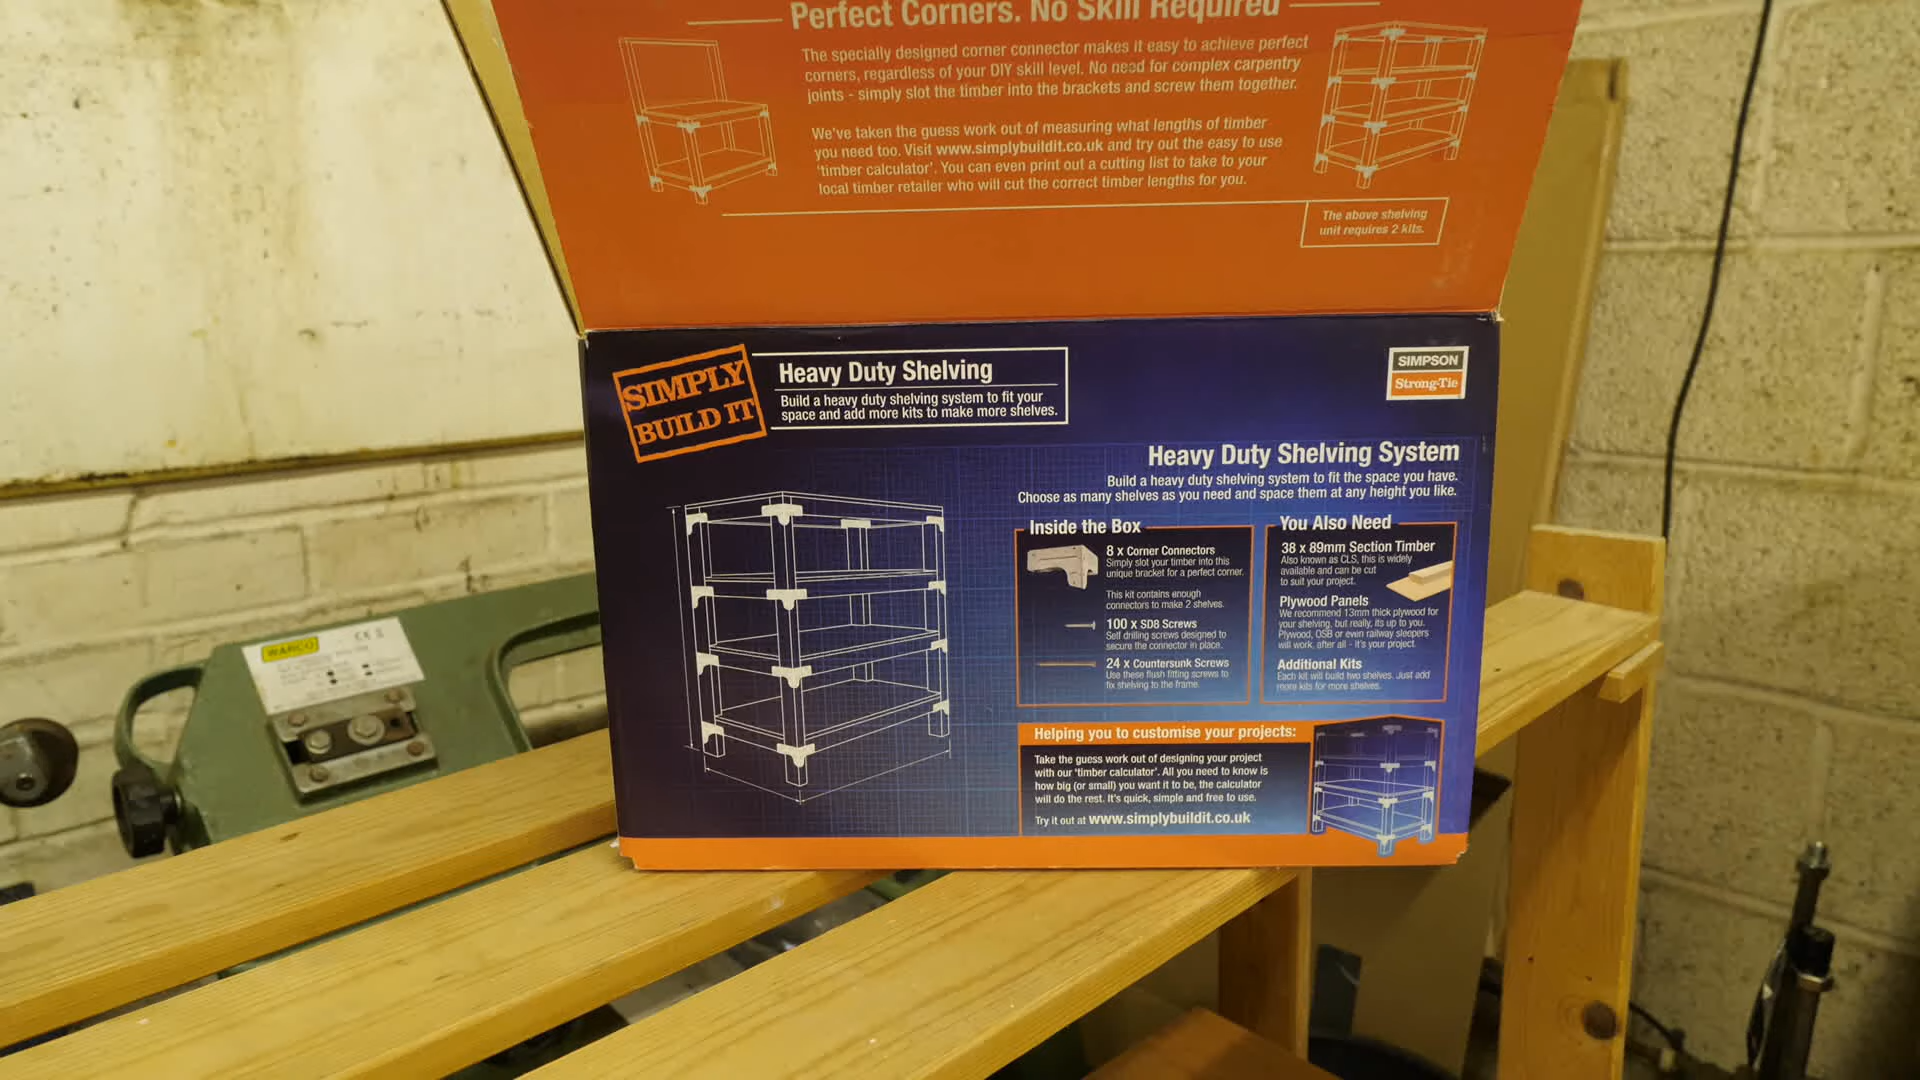 Perfect Corners. No Skill Required
The specially designed corner connector makes it easy to achieve perfect
corners, regardless of your DIY skill level. No need for complex carpentry
joints - simply slot the timber into the brackets and screw them together.
We've taken the guess work out of measuring what lengths of timber
you need too. Visit www.simplybuildit.co.uk and try out the easy to use
'timber calculator'. You can even print out a cutting list to take to your
local timber retailer who will cut the correct timber lengths for you.
The above shelving
unit requires 2 kits.
SIMPLY
BUILD IT
Heavy Duty Shelving
Build a heavy duty shelving system to fit your
space and add more kits to make more shelves.
SIMPSON
Strong-Tie
Heavy Duty Shelving System
Build a heavy duty shelving system to fit the space you have.
Choose as many shelves as you need and space them at any height you like.
Inside the Box
8 x Corner Connectors
Simply slot your timber into this
unique bracket for a perfect corner.
This kit contains enough
connectors to make 2 shelves.
100 x SD8 Screws
Self drilling screws designed to
secure the connector in place.
24 x Countersunk Screws
Use these flush fitting screws to
fix shelving to the frame.
You Also Need
38 x 89mm Section Timber
Also known as CLS, this is widely
available and can be cut
to suit your project.
Plywood Panels
We recommend 13mm thick plywood for
your shelving, but really, its up to you.
Plywood, OSB or even railway sleepers
will work, after all - it's your project.
Additional Kits
Each kit will build two shelves. Just add
more kits for more shelves.
Helping you to customise your projects:
Take the guess work out of designing your project
with our 'timber calculator'. All you need to know is
how big (or small) you want it to be, the calculator
will do the rest. It's quick, simple and free to use.
Try it out at www.simplybuildit.co.uk
WARCO
CE